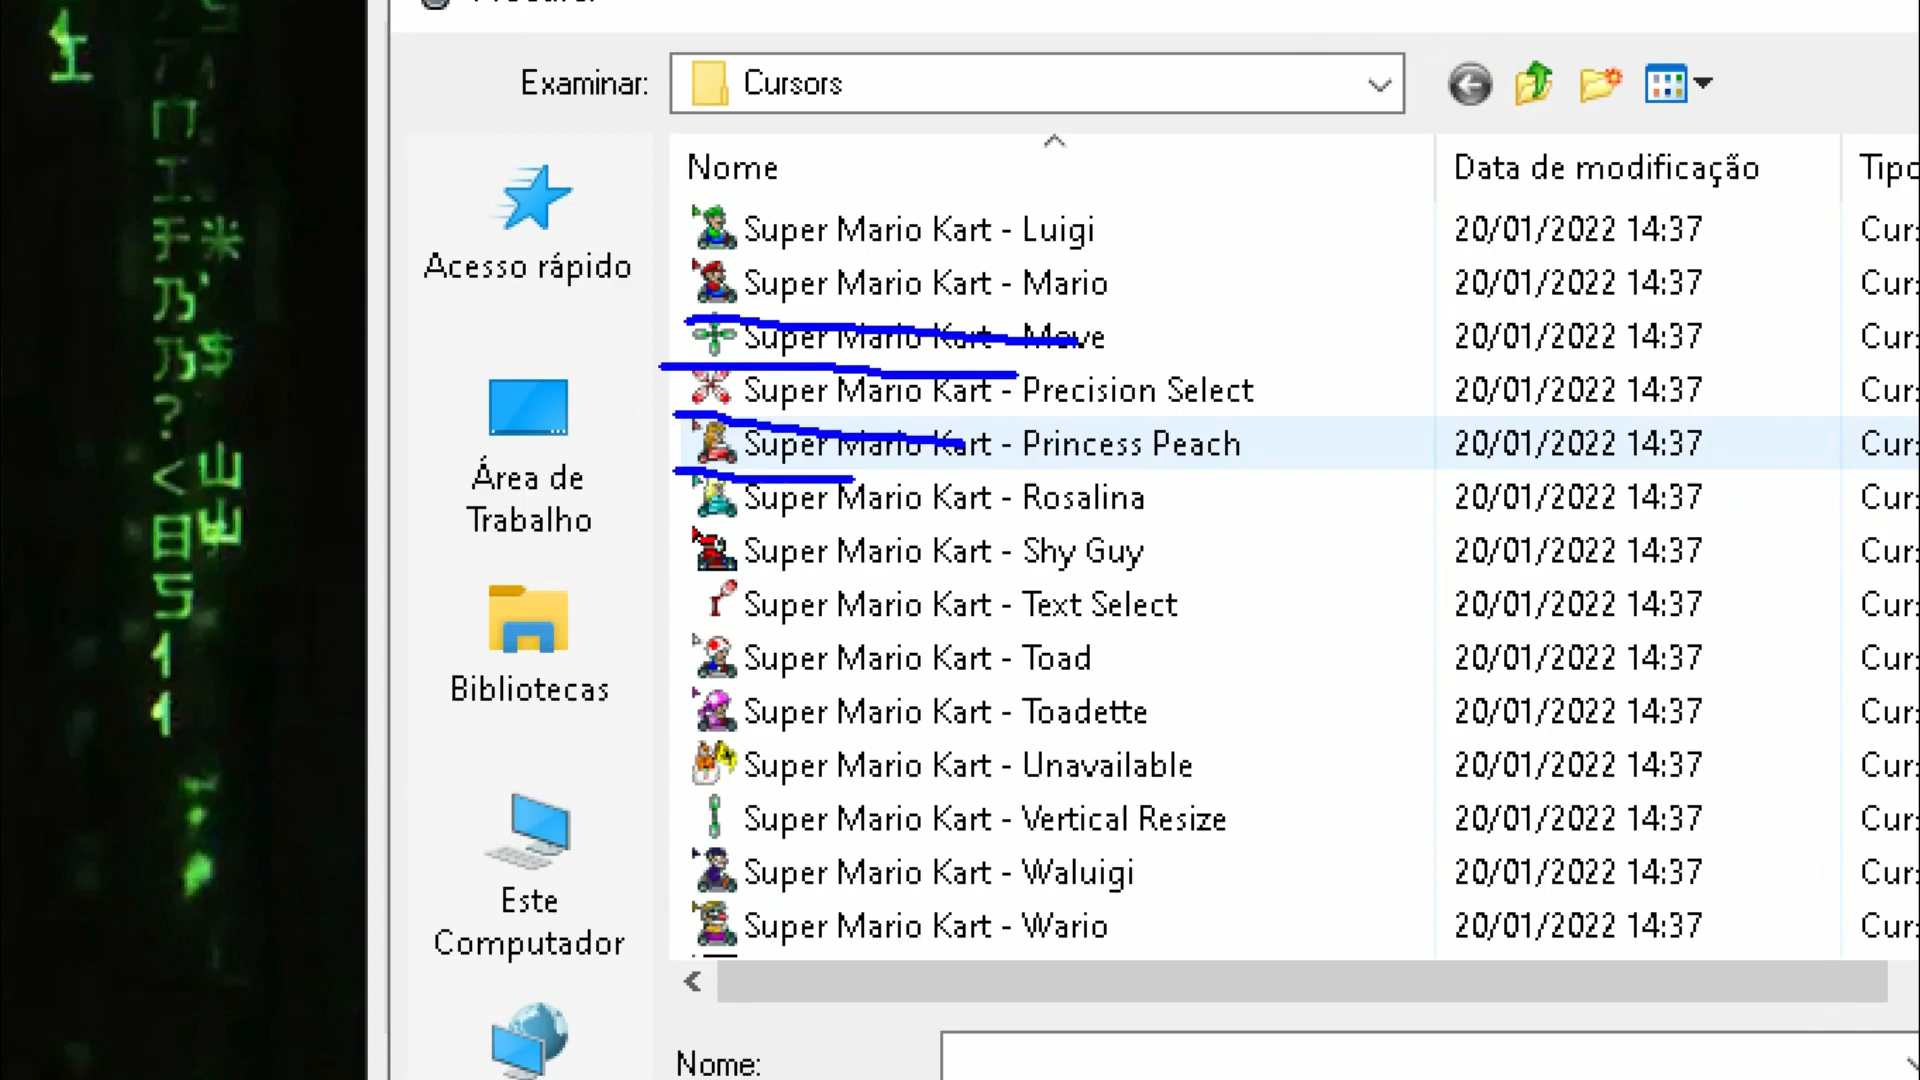 Examinar: Cursors
Nome Data de modificação Tipo
Super Mario Kart - Luigi 20/01/2022 14:37
Super Mario Kart - Mario 20/01/2022 14:37
Super Mario Kart - Move 20/01/2022 14:37
Super Mario Kart - Precision Select 20/01/2022 14:37
Super Mario Kart - Princess Peach 20/01/2022 14:37
Super Mario Kart - Rosalina 20/01/2022 14:37
Super Mario Kart - Shy Guy 20/01/2022 14:37
Super Mario Kart - Text Select 20/01/2022 14:37
Super Mario Kart - Toad 20/01/2022 14:37
Super Mario Kart - Toadette 20/01/2022 14:37
Super Mario Kart - Unavailable 20/01/2022 14:37
Super Mario Kart - Vertical Resize 20/01/2022 14:37
Super Mario Kart - Waluigi 20/01/2022 14:37
Super Mario Kart - Wario 20/01/2022 14:37
Acesso rápido
Área de
Trabalho
Bibliotecas
Este
Computador
Nome: